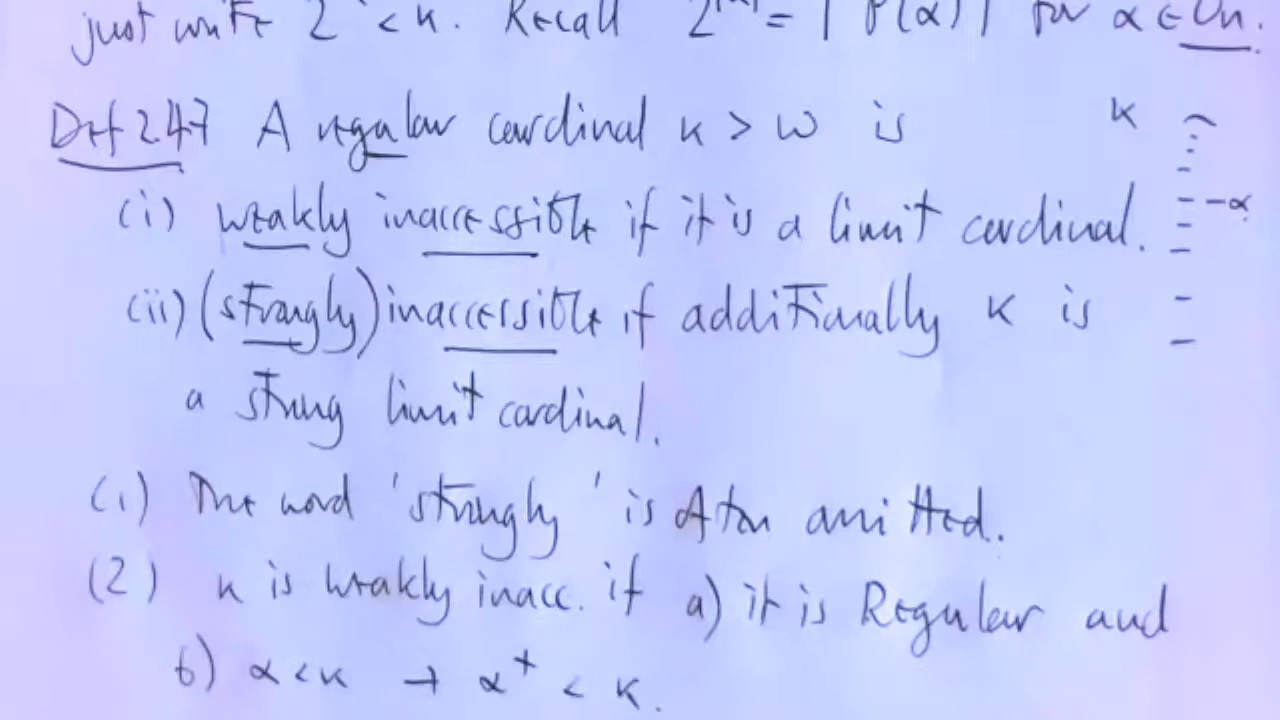 just write 2 < κ. Recall 2^|α| = |P(α)| for α ∈ On.
Def 2.47 A regular cardinal κ > ω is κ
(i) weakly inaccessible if it is a limit cardinal. -α
(ii) (strongly) inaccessible if additionally κ is
a strong limit cardinal.
(1) The word 'strongly' is often omitted.
(2) κ is weakly inacc. if a) it is Regular and
b) α < κ → α⁺ < κ.